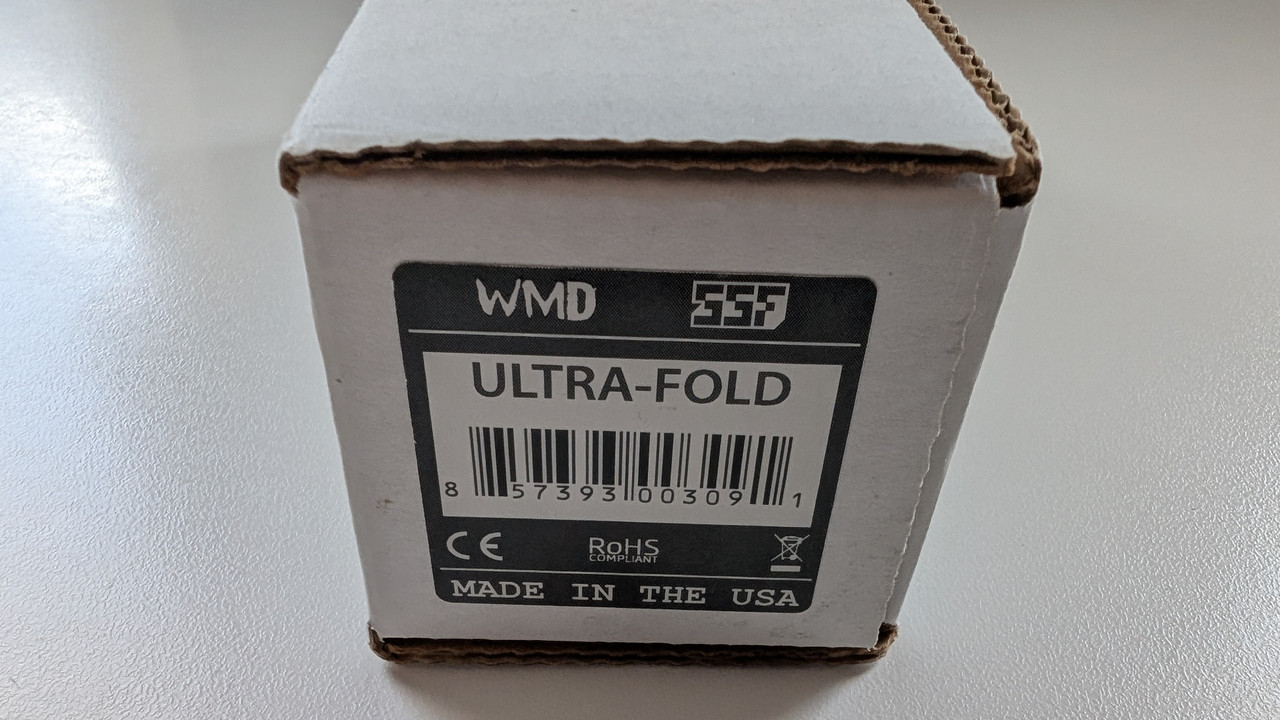 WMD SSF
ULTRA-FOLD
8 57393 00309 1
CE RoHS
COMPLIANT
MADE IN THE USA